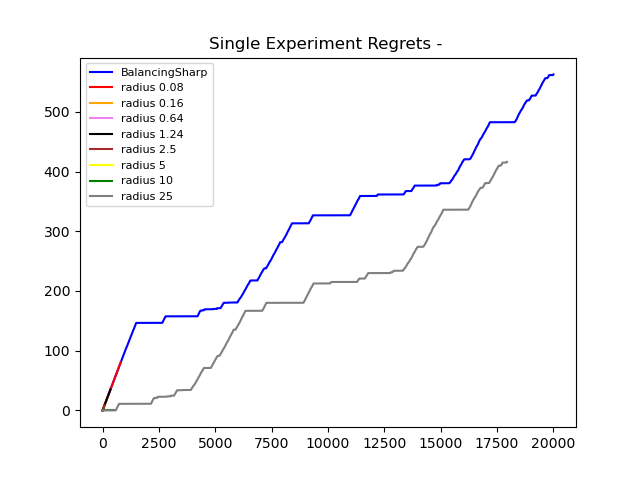 Single Experiment Regrets -
BalancingSharp
radius 0.08
radius 0.16
radius 0.64
radius 1.24
radius 2.5
radius 5
radius 10
radius 25
500
400
300
200
100
0
0 2500 5000 7500 10000 12500 15000 17500 20000